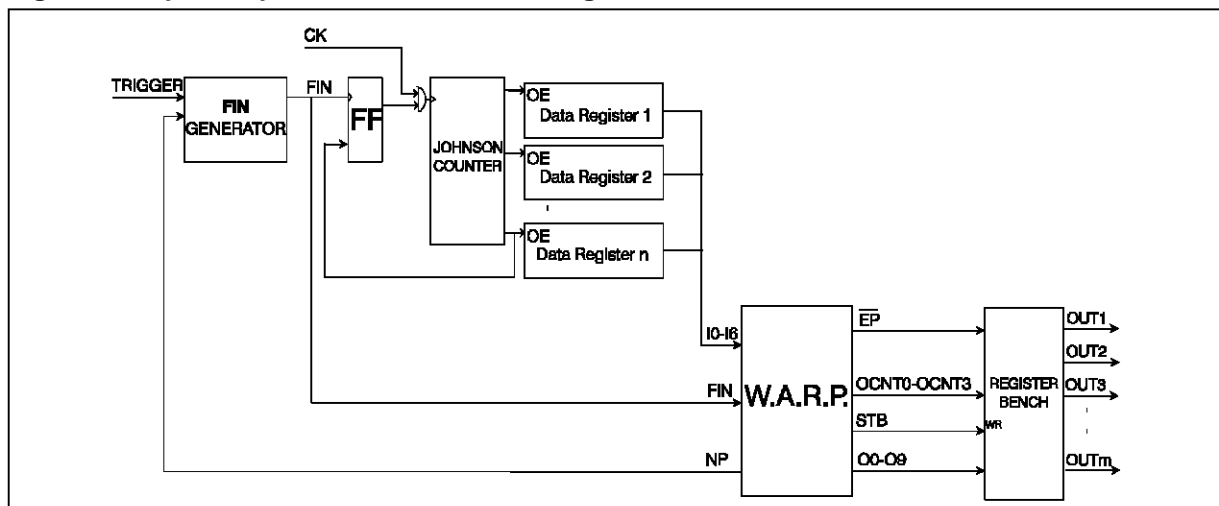 CK
TRIGGER
FIN
GENERATOR
FIN
FF
JOHNSON
COUNTER
OE
Data Register 1
OE
Data Register 2
OE
Data Register n
I0-I6
FIN
NP
W.A.R.P.
EP
OCNT0-OCNT3
STB
O0-O9
REGISTER
BENCH
WR
OUT1
OUT2
OUT3
OUTm